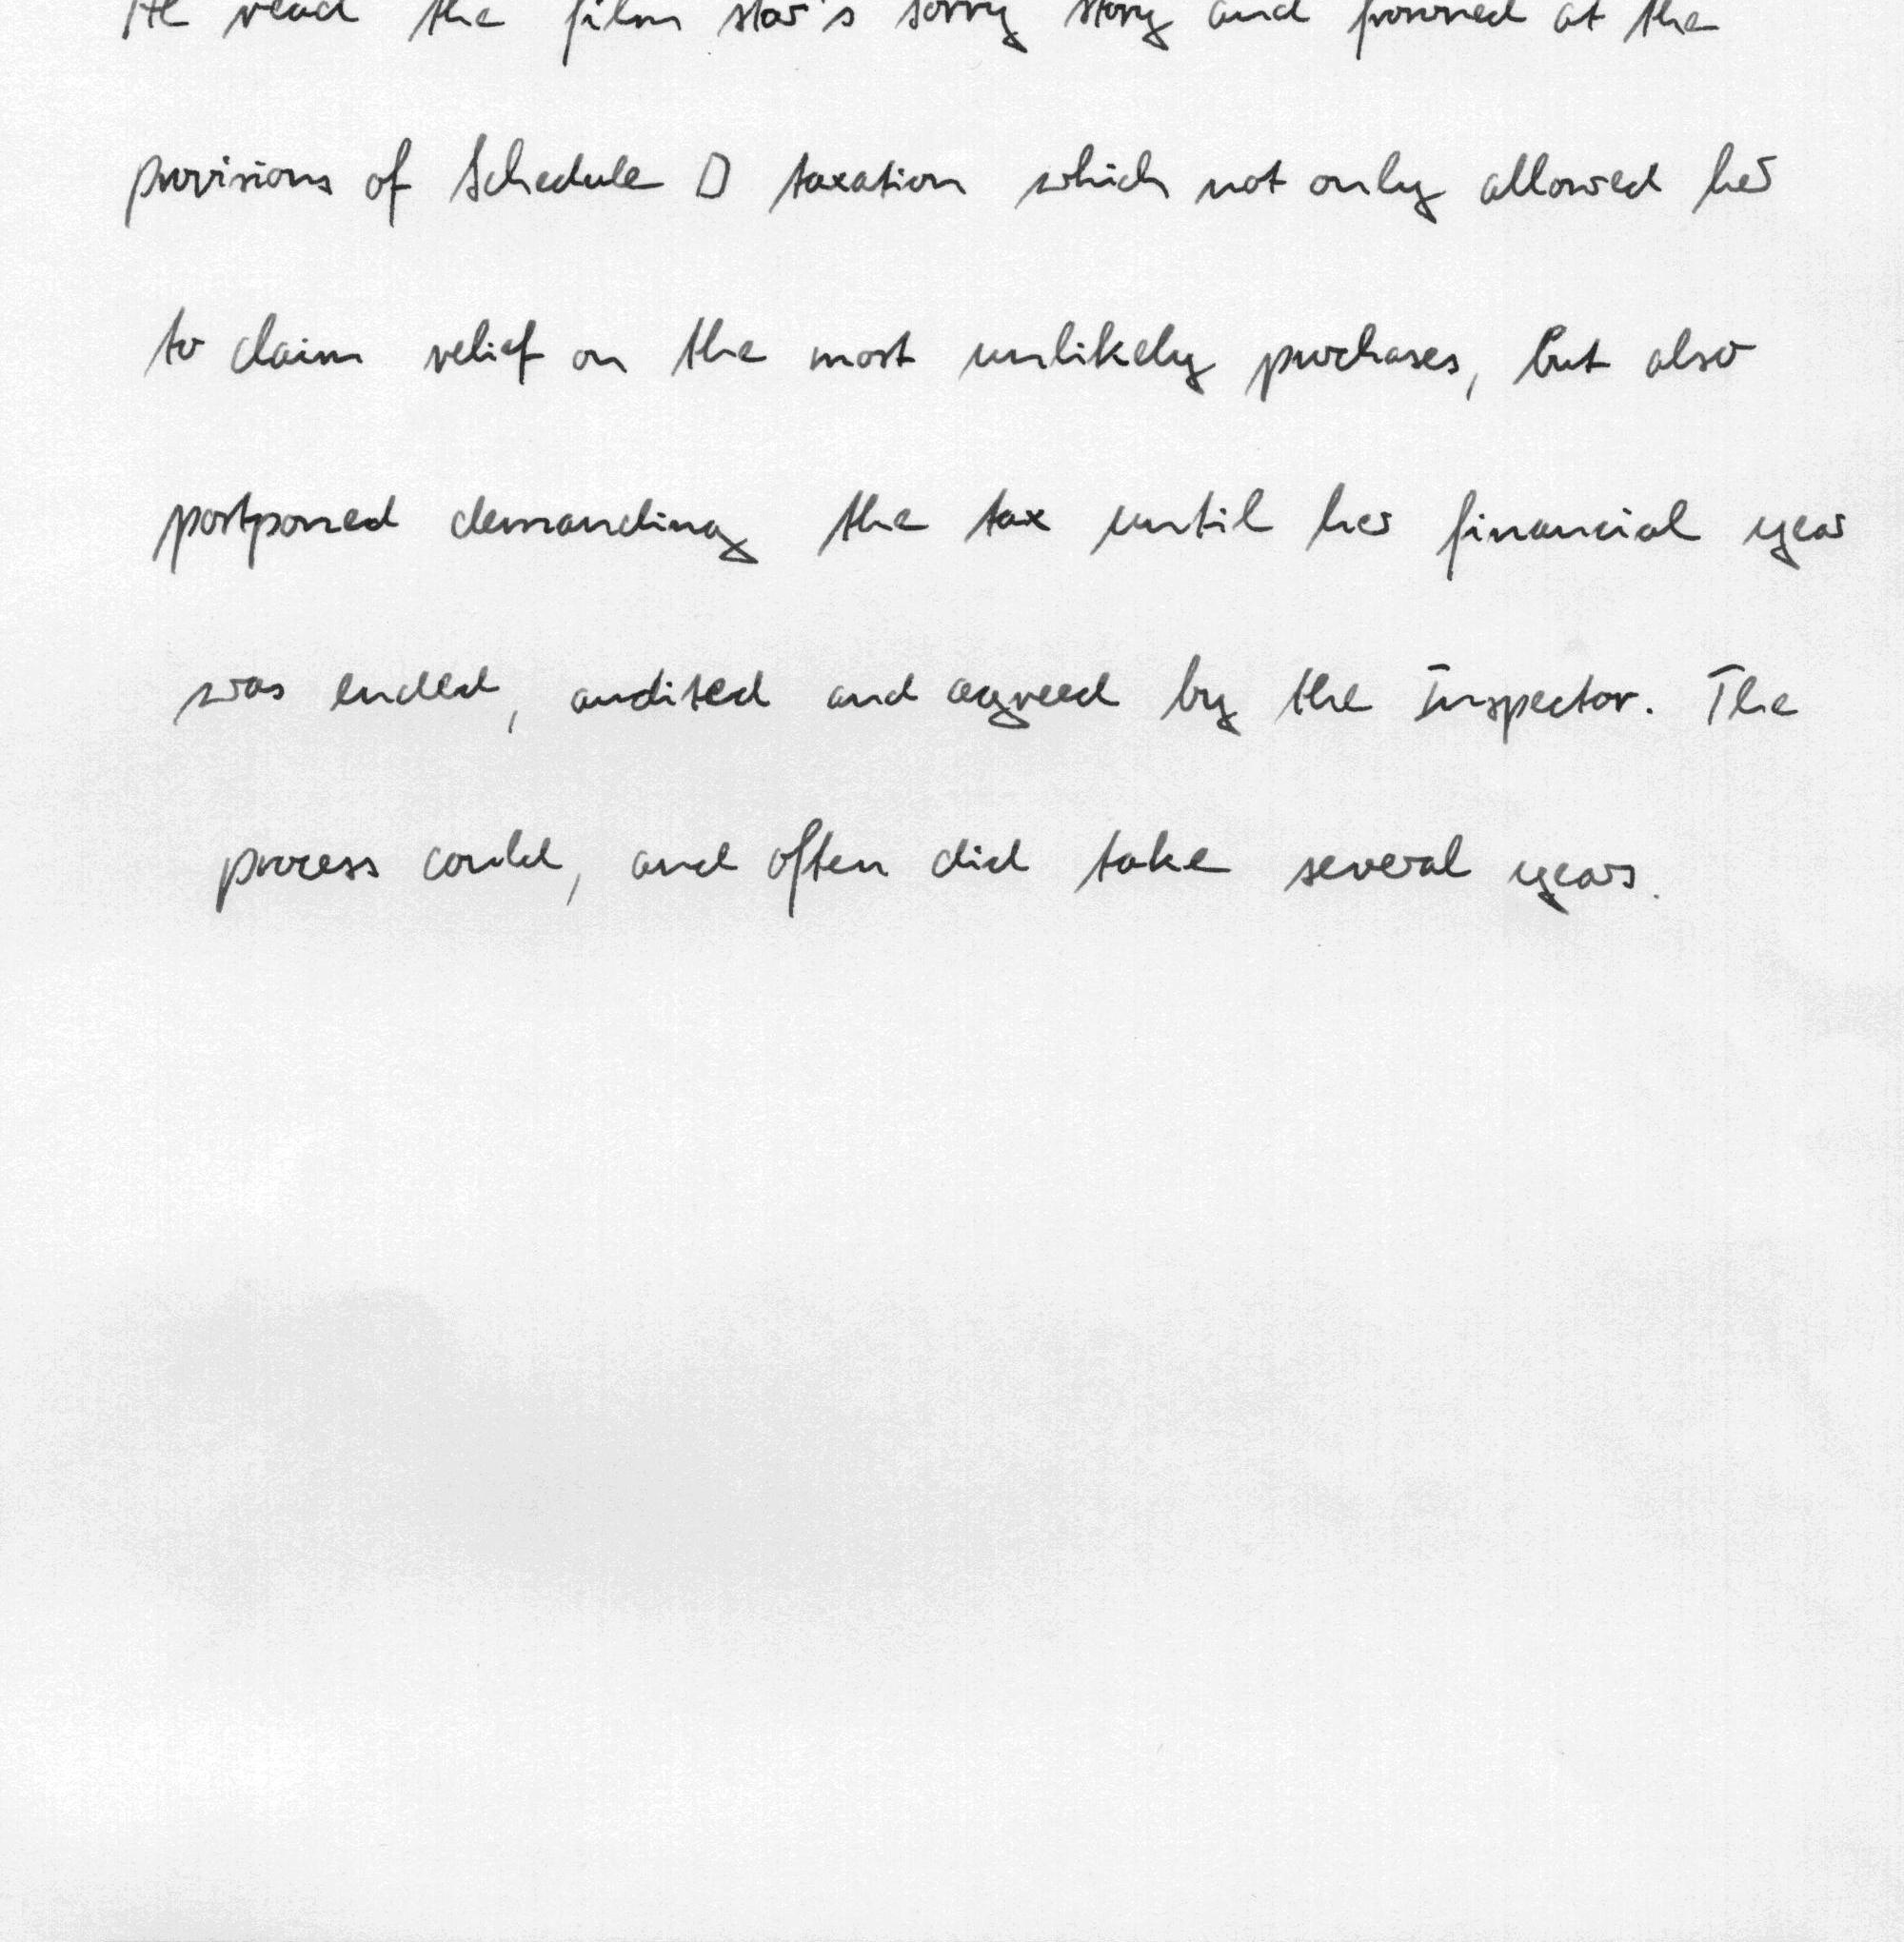 He read the film star's sorry story and frowned at the
provisions of Schedule D taxation which not only allowed her
to claim relief on the most unlikely purchases, but also
postponed demanding the tax until her financial year
was ended, audited and agreed by the Inspector. The
process could, and often did take several years.